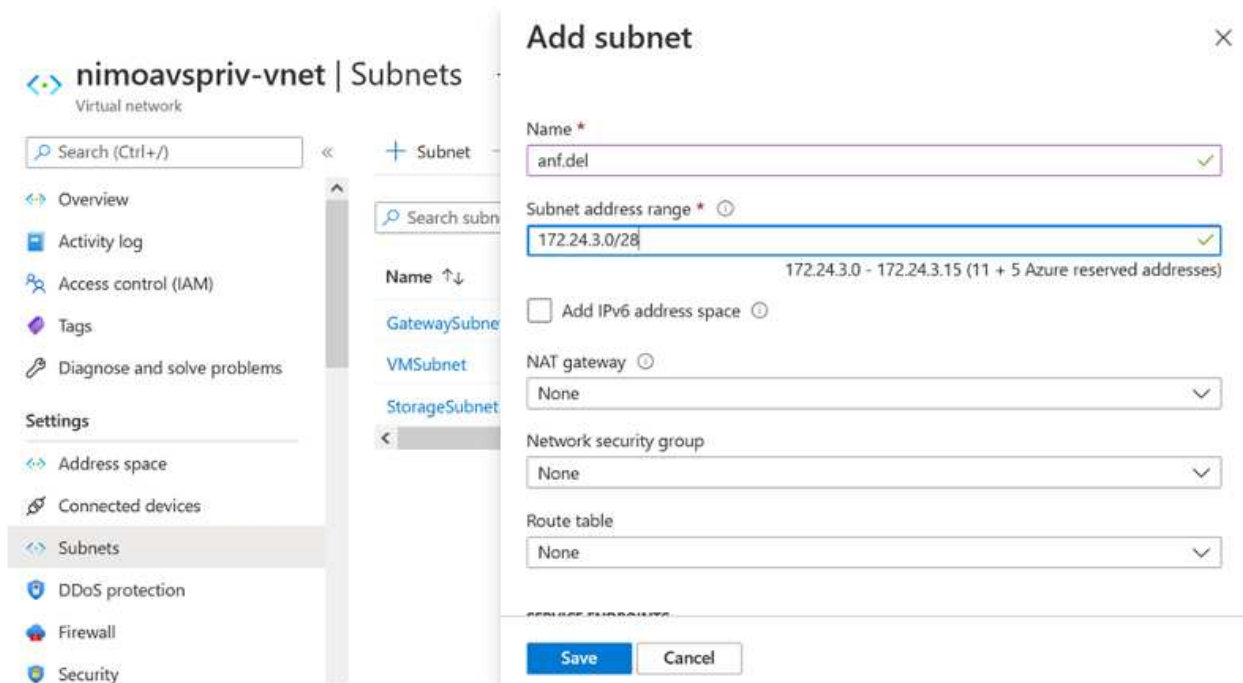 nimoavspriv-vnet | Subnets
Virtual network
Search (Ctrl+/)
«
Overview
Activity log
Access control (IAM)
Tags
Diagnose and solve problems
Settings
Address space
Connected devices
Subnets
DDoS protection
Firewall
Security
+ Subnet
Search subn
Name ↑↓
GatewaySubne
VMSubnet
StorageSubnet
Add subnet
Name *
anf.del
Subnet address range *
172.24.3.0/28
172.24.3.0 - 172.24.3.15 (11 + 5 Azure reserved addresses)
Add IPv6 address space
NAT gateway
None
Network security group
None
Route table
None
SERVICE ENDPOINTS
Save
Cancel